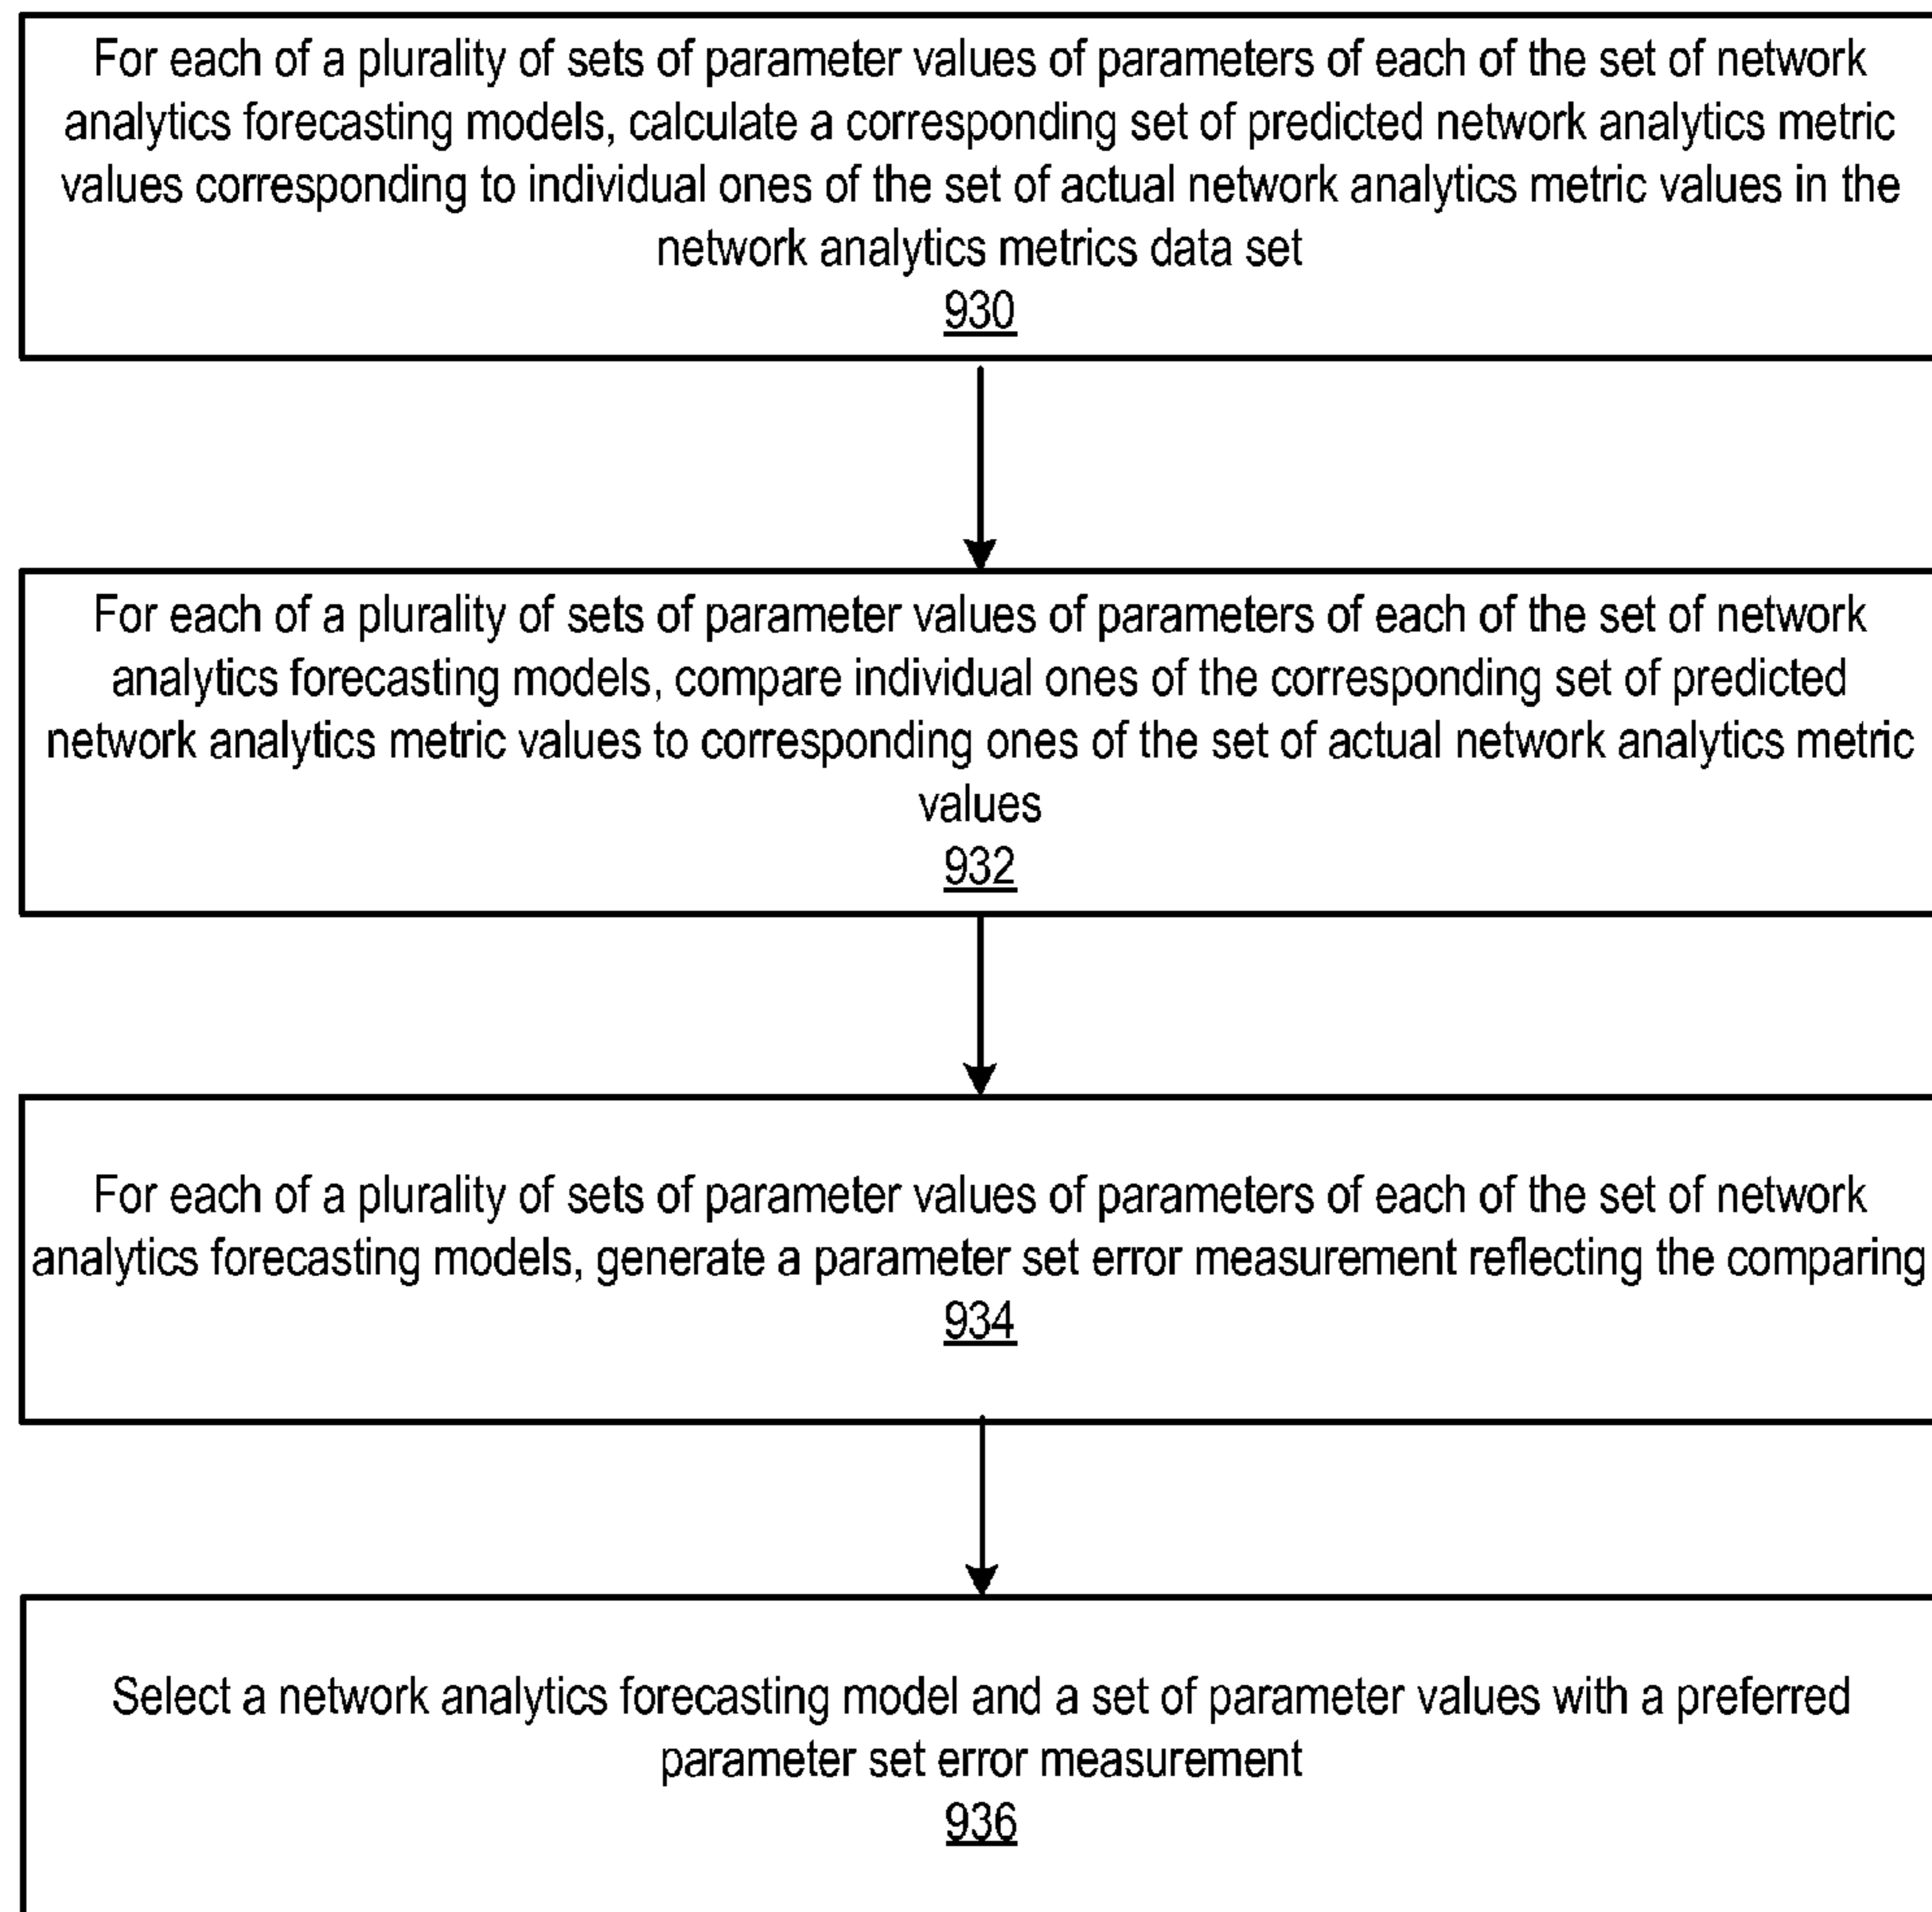 For each of a plurality of sets of parameter values of parameters of each of the set of network
analytics forecasting models, calculate a corresponding set of predicted network analytics metric
values corresponding to individual ones of the set of actual network analytics metric values in the
network analytics metrics data set
930
For each of a plurality of sets of parameter values of parameters of each of the set of network
analytics forecasting models, compare individual ones of the corresponding set of predicted
network analytics metric values to corresponding ones of the set of actual network analytics metric
values
932
For each of a plurality of sets of parameter values of parameters of each of the set of network
analytics forecasting models, generate a parameter set error measurement reflecting the comparing
934
Select a network analytics forecasting model and a set of parameter values with a preferred
parameter set error measurement
936